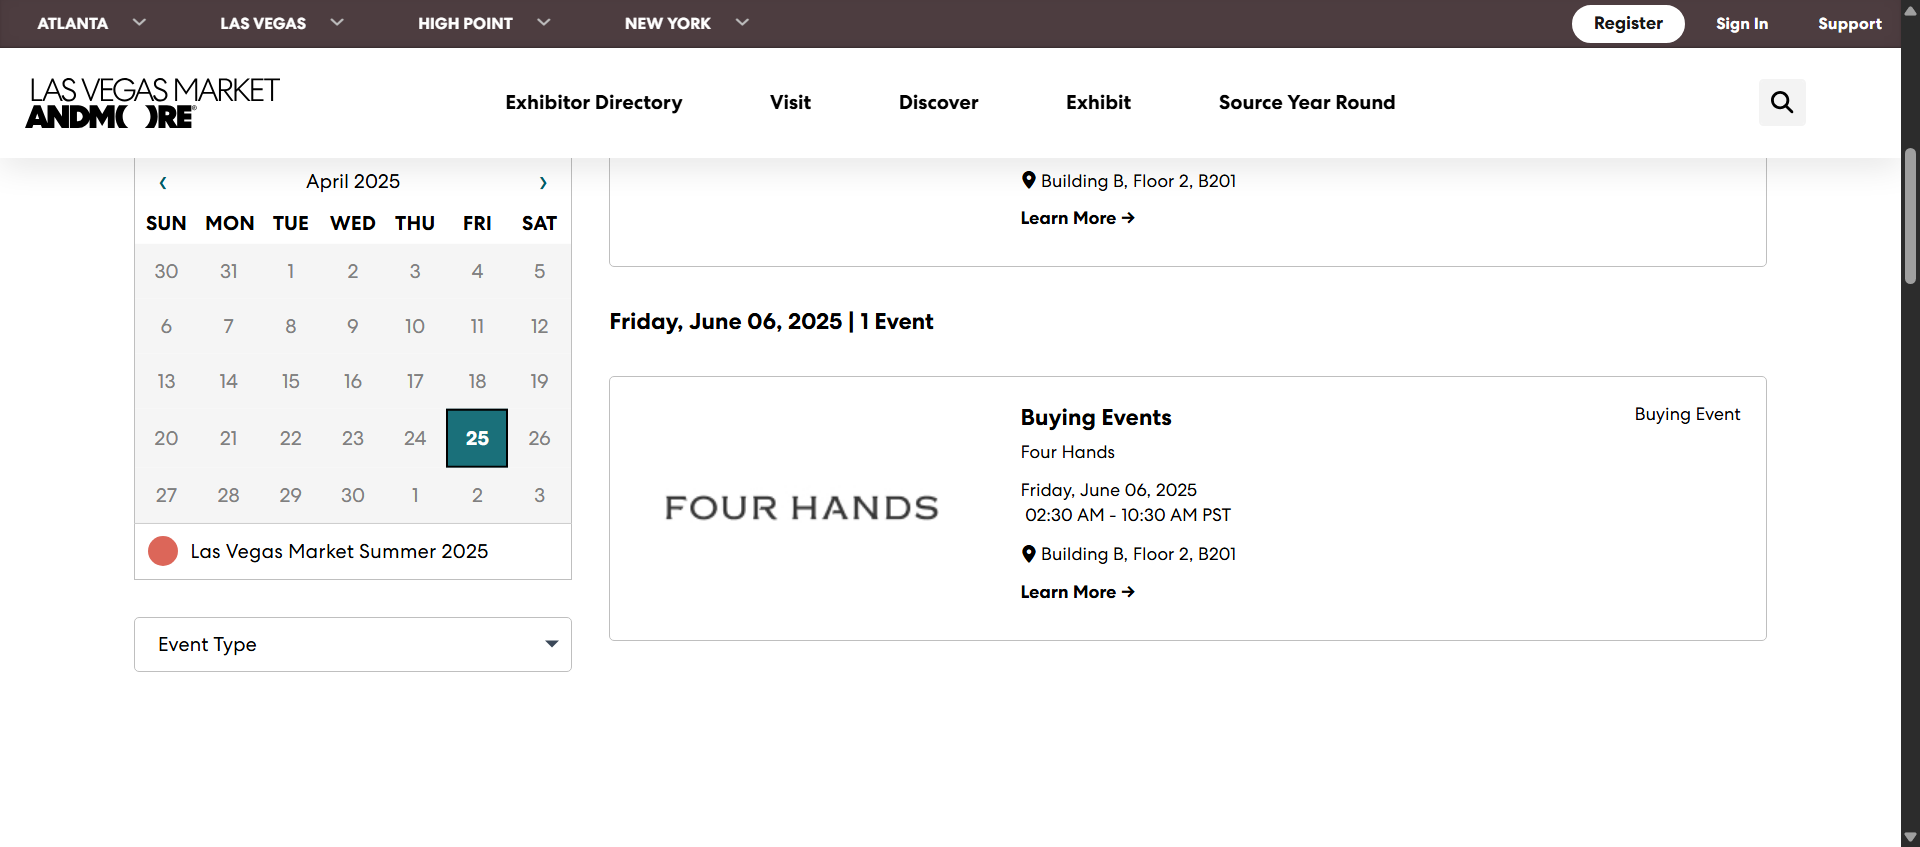 ATLANTA LAS VEGAS HIGH POINT NEW YORK Register Sign In Support
LAS VEGAS MARKET
ANDMORE®
Exhibitor Directory Visit Discover Exhibit Source Year Round
April 2025
SUN MON TUE WED THU FRI SAT
30 31 1 2 3 4 5
6 7 8 9 10 11 12
13 14 15 16 17 18 19
20 21 22 23 24 25 26
27 28 29 30 1 2 3
Las Vegas Market Summer 2025
Event Type
Building B, Floor 2, B201
Learn More →
Friday, June 06, 2025 | 1 Event
FOUR HANDS
Buying Events
Buying Event
Four Hands
Friday, June 06, 2025
02:30 AM - 10:30 AM PST
Building B, Floor 2, B201
Learn More →